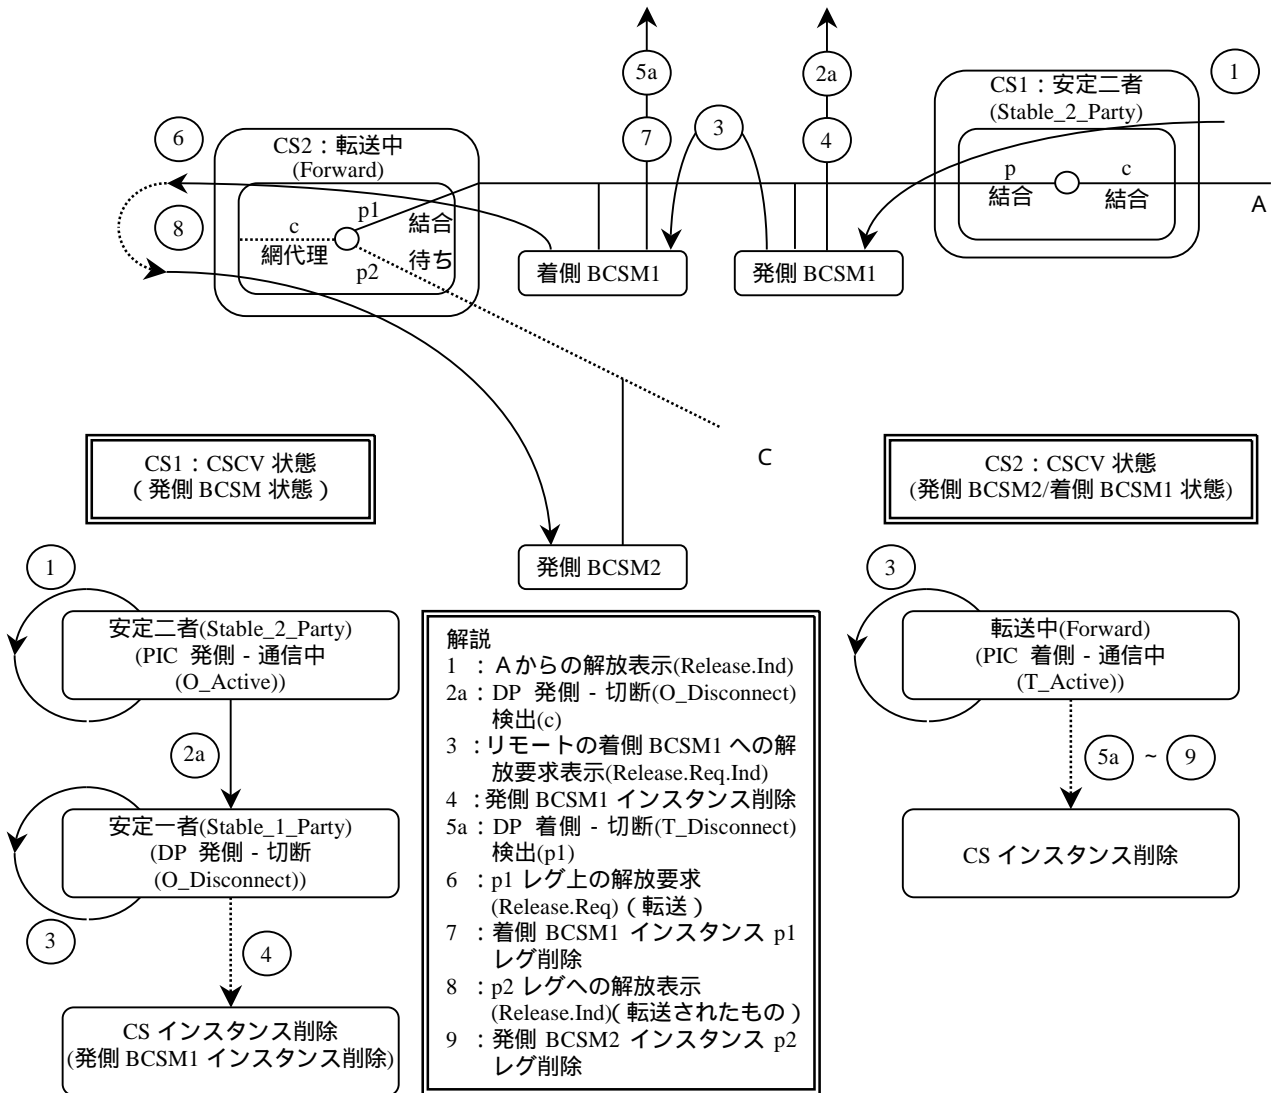 5a
2a
1
CS1：安定二者
(Stable_2_Party)
6
CS2：転送中
(Forward)
7
3
4
p
c
結合
結合
A
8
c
p1
結合
網代理
p2
待ち
着側 BCSM1
発側 BCSM1
C
CS1：CSCV 状態
（発側 BCSM 状態）
CS2：CSCV 状態
(発側 BCSM2/着側 BCSM1 状態)
発側 BCSM2
1
安定二者(Stable_2_Party)
(PIC 発側 - 通信中
(O_Active))
2a
安定一者(Stable_1_Party)
(DP 発側 - 切断
(O_Disconnect))
3
4
CS インスタンス削除
(発側 BCSM1 インスタンス削除)
解説
1 ：Ａからの解放表示(Release.Ind)
2a：DP 発側 - 切断(O_Disconnect)
検出(c)
3 ：リモートの着側 BCSM1 への解
放要求表示(Release.Req.Ind)
4 ：発側 BCSM1 インスタンス削除
5a：DP 着側 - 切断(T_Disconnect)
検出(p1)
6 ：p1 レグ上の解放要求
(Release.Req)（転送）
7 ：着側 BCSM1 インスタンス p1
レグ削除
8 ：p2 レグへの解放表示
(Release.Ind)(転送されたもの)
9 ：発側 BCSM2 インスタンス p2
レグ削除
3
転送中(Forward)
(PIC 着側 - 通信中
(T_Active))
5a ~ 9
CS インスタンス削除